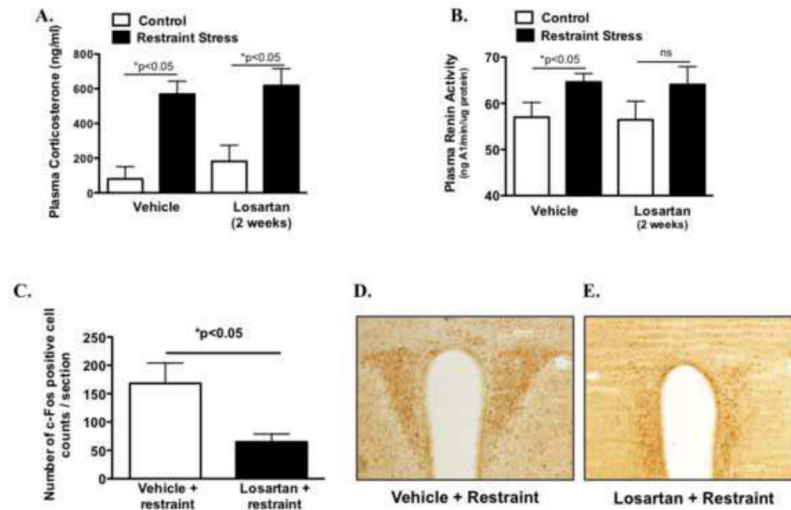 A.
Control
Restraint Stress
Plasma Corticosterone (ng/ml)
800
600
400
200
0
*p<0.05
*p<0.05
Vehicle
Losartan
(2 weeks)
B.
Control
Restraint Stress
Plasma Renin Activity
(ng A1/min/ug protein)
70
60
50
40
*p<0.05
ns
Vehicle
Losartan
(2 weeks)
C.
Number of c-Fos positive cell
counts / section
250
200
150
100
50
0
*p<0.05
Vehicle +
restraint
Losartan +
restraint
D.
Vehicle + Restraint
E.
Losartan + Restraint